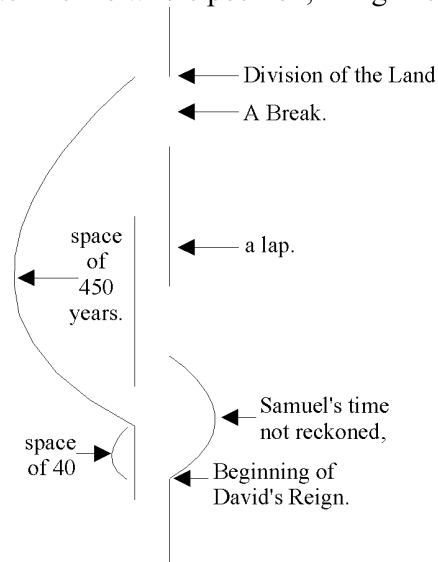 Division of the Land
A Break.
space
of
450
years.
a lap.
Samuel's time
not reckoned,
space
of 40
Beginning of
David's Reign.